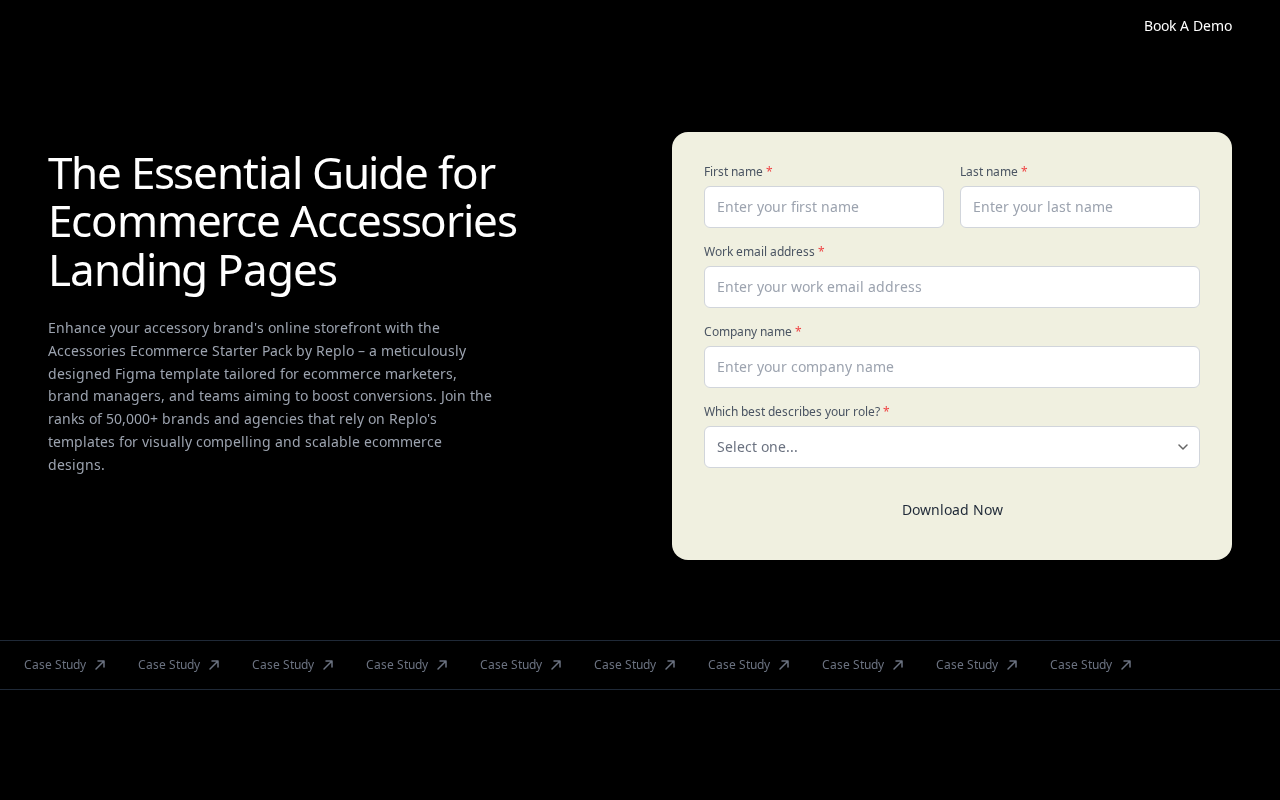 Book A Demo
The Essential Guide for
Ecommerce Accessories
Landing Pages
Enhance your accessory brand's online storefront with the
Accessories Ecommerce Starter Pack by Replo – a meticulously
designed Figma template tailored for ecommerce marketers,
brand managers, and teams aiming to boost conversions. Join the
ranks of 50,000+ brands and agencies that rely on Replo's
templates for visually compelling and scalable ecommerce
designs.
First name *
Last name *
Enter your first name
Enter your last name
Work email address *
Enter your work email address
Company name *
Enter your company name
Which best describes your role? *
Select one...
Download Now
Case Study Case Study Case Study Case Study Case Study Case Study Case Study Case Study Case Study Case Study